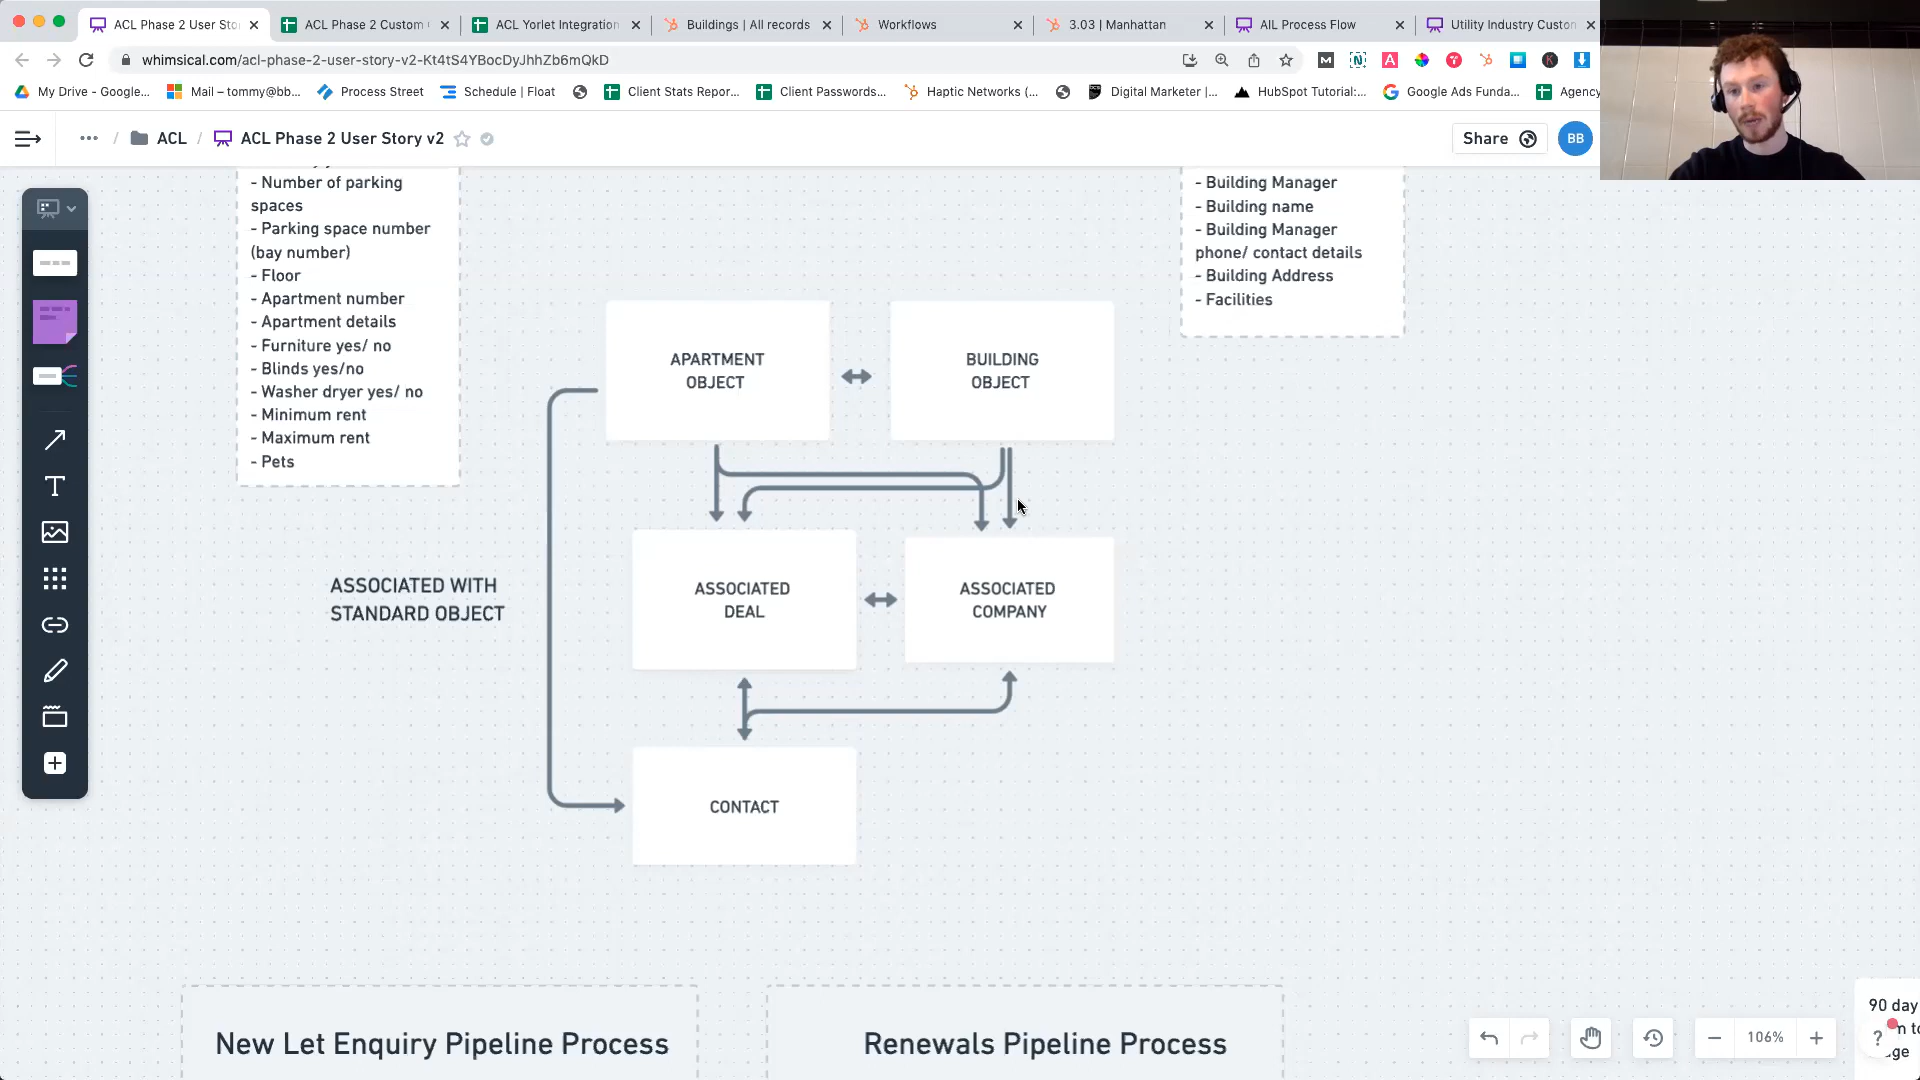 ACL Phase 2 User Sto
ACL Phase 2 Custom
ACL Yorlet Integration
Buildings | All records
Workflows
3.03 | Manhattan
AIL Process Flow
Utility Industry Custon
whimsical.com/acl-phase-2-user-story-v2-Kt4tS4YBocDyJhhZb6mQkD
My Drive - Google...
Mail – tommy@bb...
Process Street
Schedule | Float
Client Stats Repor...
Client Passwords...
Haptic Networks (...
Digital Marketer |...
HubSpot Tutorial:...
Google Ads Funda...
Agency
... / ACL / ACL Phase 2 User Story v2
Share
BB
- Number of parking
spaces
- Parking space number
(bay number)
- Floor
- Apartment number
- Apartment details
- Furniture yes/ no
- Blinds yes/no
- Washer dryer yes/ no
- Minimum rent
- Maximum rent
- Pets
- Building Manager
- Building name
- Building Manager
phone/ contact details
- Building Address
- Facilities
APARTMENT
OBJECT
BUILDING
OBJECT
ASSOCIATED WITH
STANDARD OBJECT
ASSOCIATED
DEAL
ASSOCIATED
COMPANY
CONTACT
New Let Enquiry Pipeline Process
Renewals Pipeline Process
90 day
106%
?